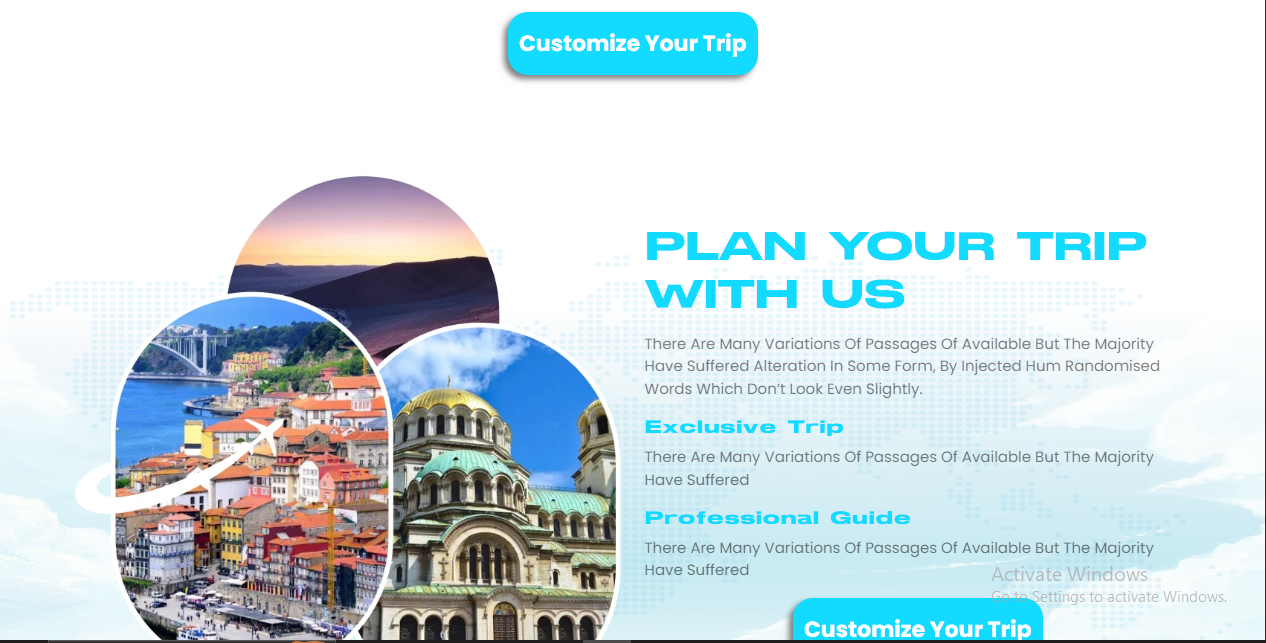 Customize Your Trip
PLAN YOUR TRIP
WITH US
There Are Many Variations Of Passages Of Available But The Majority
Have Suffered Alteration In Some Form, By Injected Hum Randomised
Words Which Don't Look Even Slightly.
Exclusive Trip
There Are Many Variations Of Passages Of Available But The Majority
Have Suffered
Professional Guide
There Are Many Variations Of Passages Of Available But The Majority
Have Suffered
Activate Windows
Go to Settings to activate Windows.
Customize Your Trip